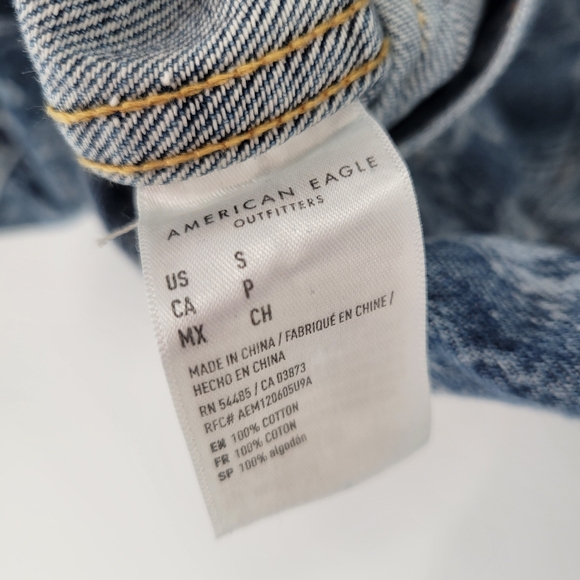 AMERICAN EAGLE
OUTFITTERS
US S
CA P
MX CH
MADE IN CHINA / FABRIQUÉ EN CHINE /
HECHO EN CHINA
RN 54485 / CA 03873
RFC# AEM120605U9A
EN 100% COTTON
FR 100% COTON
SP 100% algodón